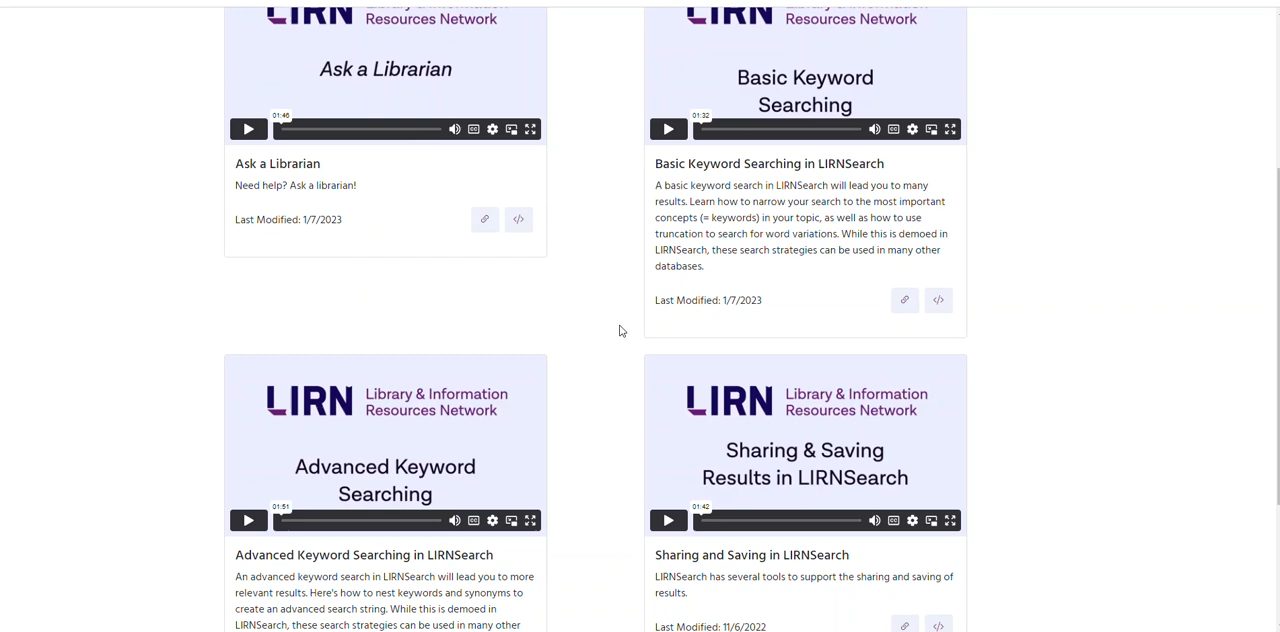 LIRN
Resources Network
Ask a Librarian
01:46
CC
Ask a Librarian
Need help? Ask a librarian!
Last Modified: 1/7/2023
</>
LIRN
Resources Network
Basic Keyword
Searching
01:32
CC
Basic Keyword Searching in LIRNSearch
A basic keyword search in LIRNSearch will lead you to many
results. Learn how to narrow your search to the most important
concepts (= keywords) in your topic, as well as how to use
truncation to search for word variations. While this is demoed in
LIRNSearch, these search strategies can be used in many other
databases.
Last Modified: 1/7/2023
</>
LIRN
Library & Information
Resources Network
Advanced Keyword
Searching
01:51
CC
Advanced Keyword Searching in LIRNSearch
An advanced keyword search in LIRNSearch will lead you to more
relevant results. Here's how to nest keywords and synonyms to
create an advanced search string. While this is demoed in
LIRNSearch, these search strategies can be used in many other
LIRN
Library & Information
Resources Network
Sharing & Saving
Results in LIRNSearch
01:42
CC
Sharing and Saving in LIRNSearch
LIRNSearch has several tools to support the sharing and saving of
results.
Last Modified: 11/6/2022
</>